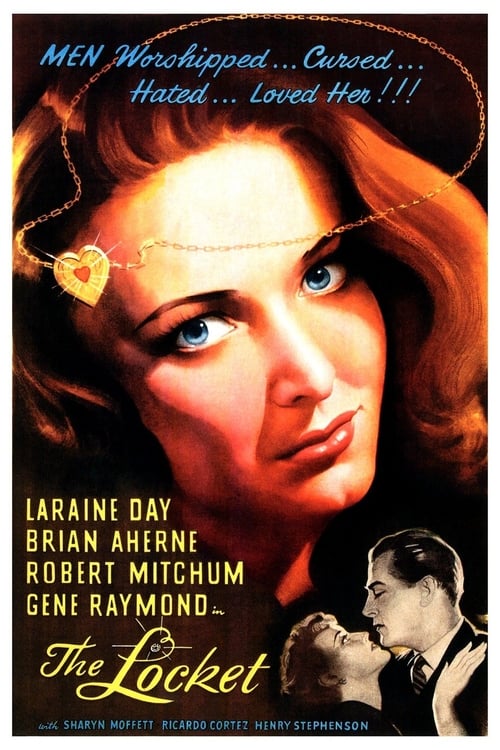 MEN Worshipped... Cursed...
Hated... Loved Her!!!
LARAINE DAY
BRIAN AHERNE
ROBERT MITCHUM
GENE RAYMOND in
The Locket
with SHARYN MOFFETT RICARDO CORTEZ HENRY STEPHENSON